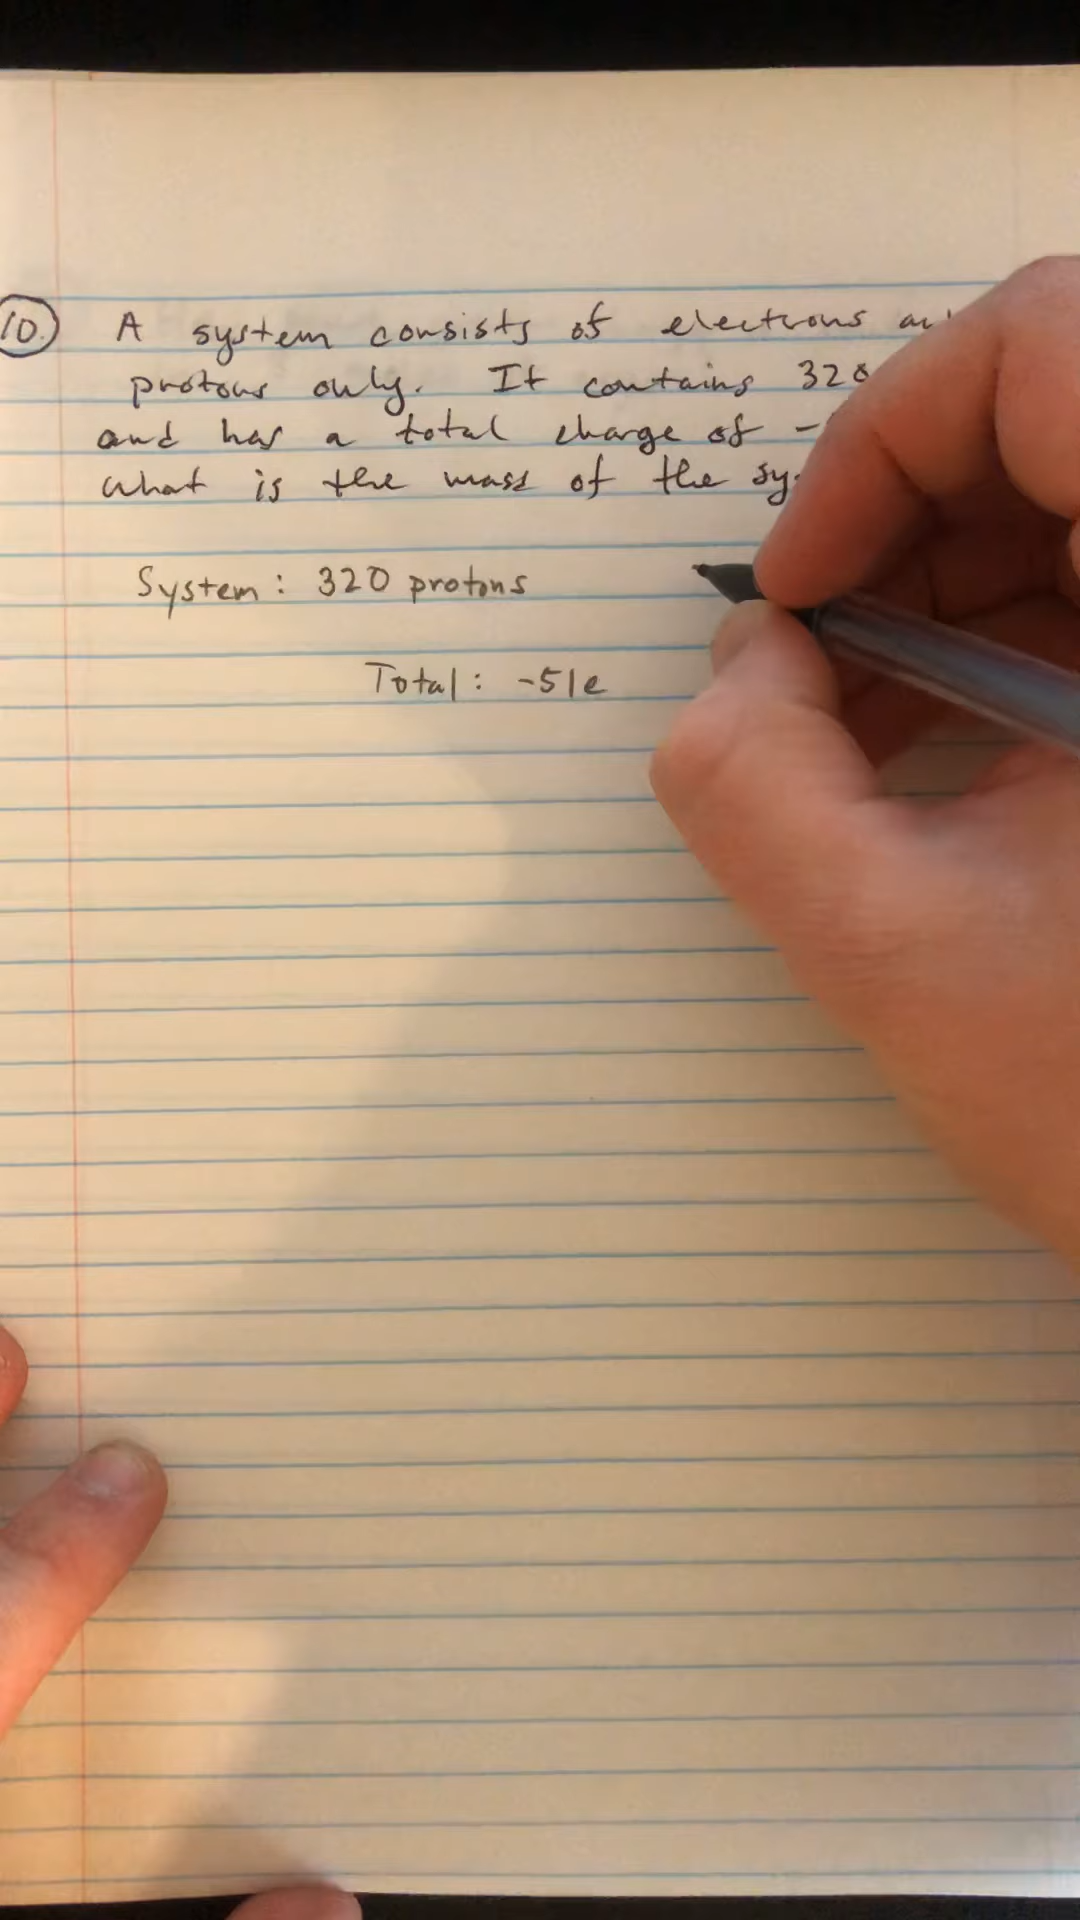 10. A system consists of electrons
protons only. It contains 320
and has a total charge of -
what is the mass of the
System: 320 protons
Total: -51e